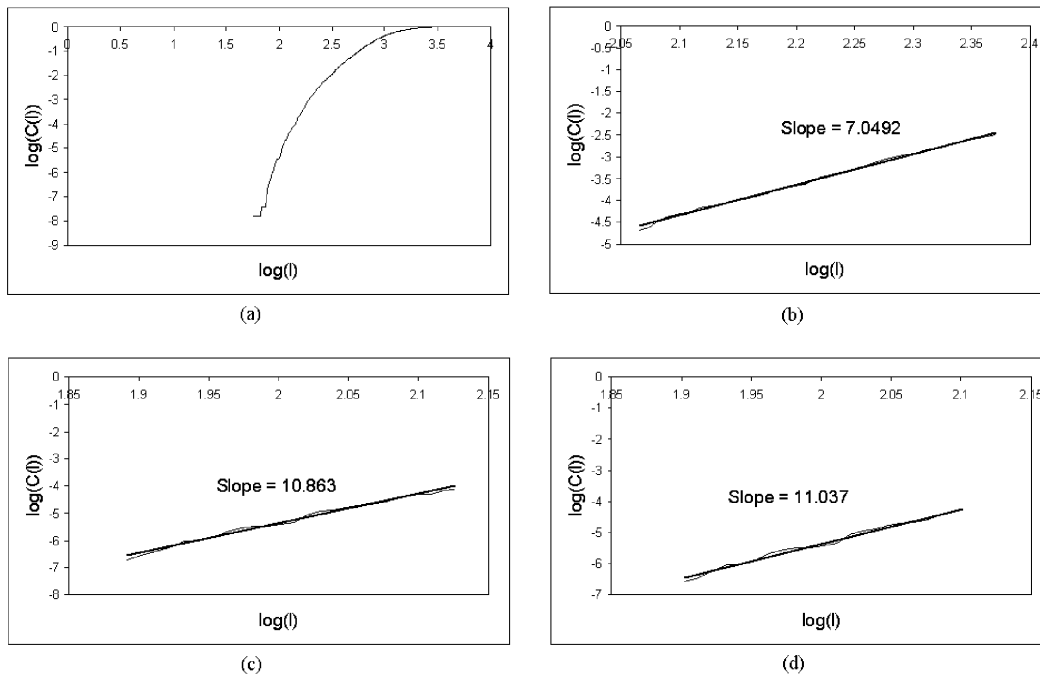 0
0 0.5 1 1.5 2 2.5 3 3.5 4
-1
-2
-3
-4
-5
-6
-7
-8
-9
log(C(l))
log(l)
(a)
0
-0.5
2.05 2.1 2.15 2.2 2.25 2.3 2.35 2.4
-1
-1.5
-2
-2.5
-3
-3.5
-4
-4.5
-5
Slope = 7.0492
log(C(l))
log(l)
(b)
0
1.85 1.9 1.95 2 2.05 2.1 2.15
-1
-2
-3
-4
-5
-6
-7
-8
Slope = 10.863
log(C(l))
log(l)
(c)
0
1.85 1.9 1.95 2 2.05 2.1 2.15
-1
-2
-3
-4
-5
-6
-7
Slope = 11.037
log(C(l))
log(l)
(d)